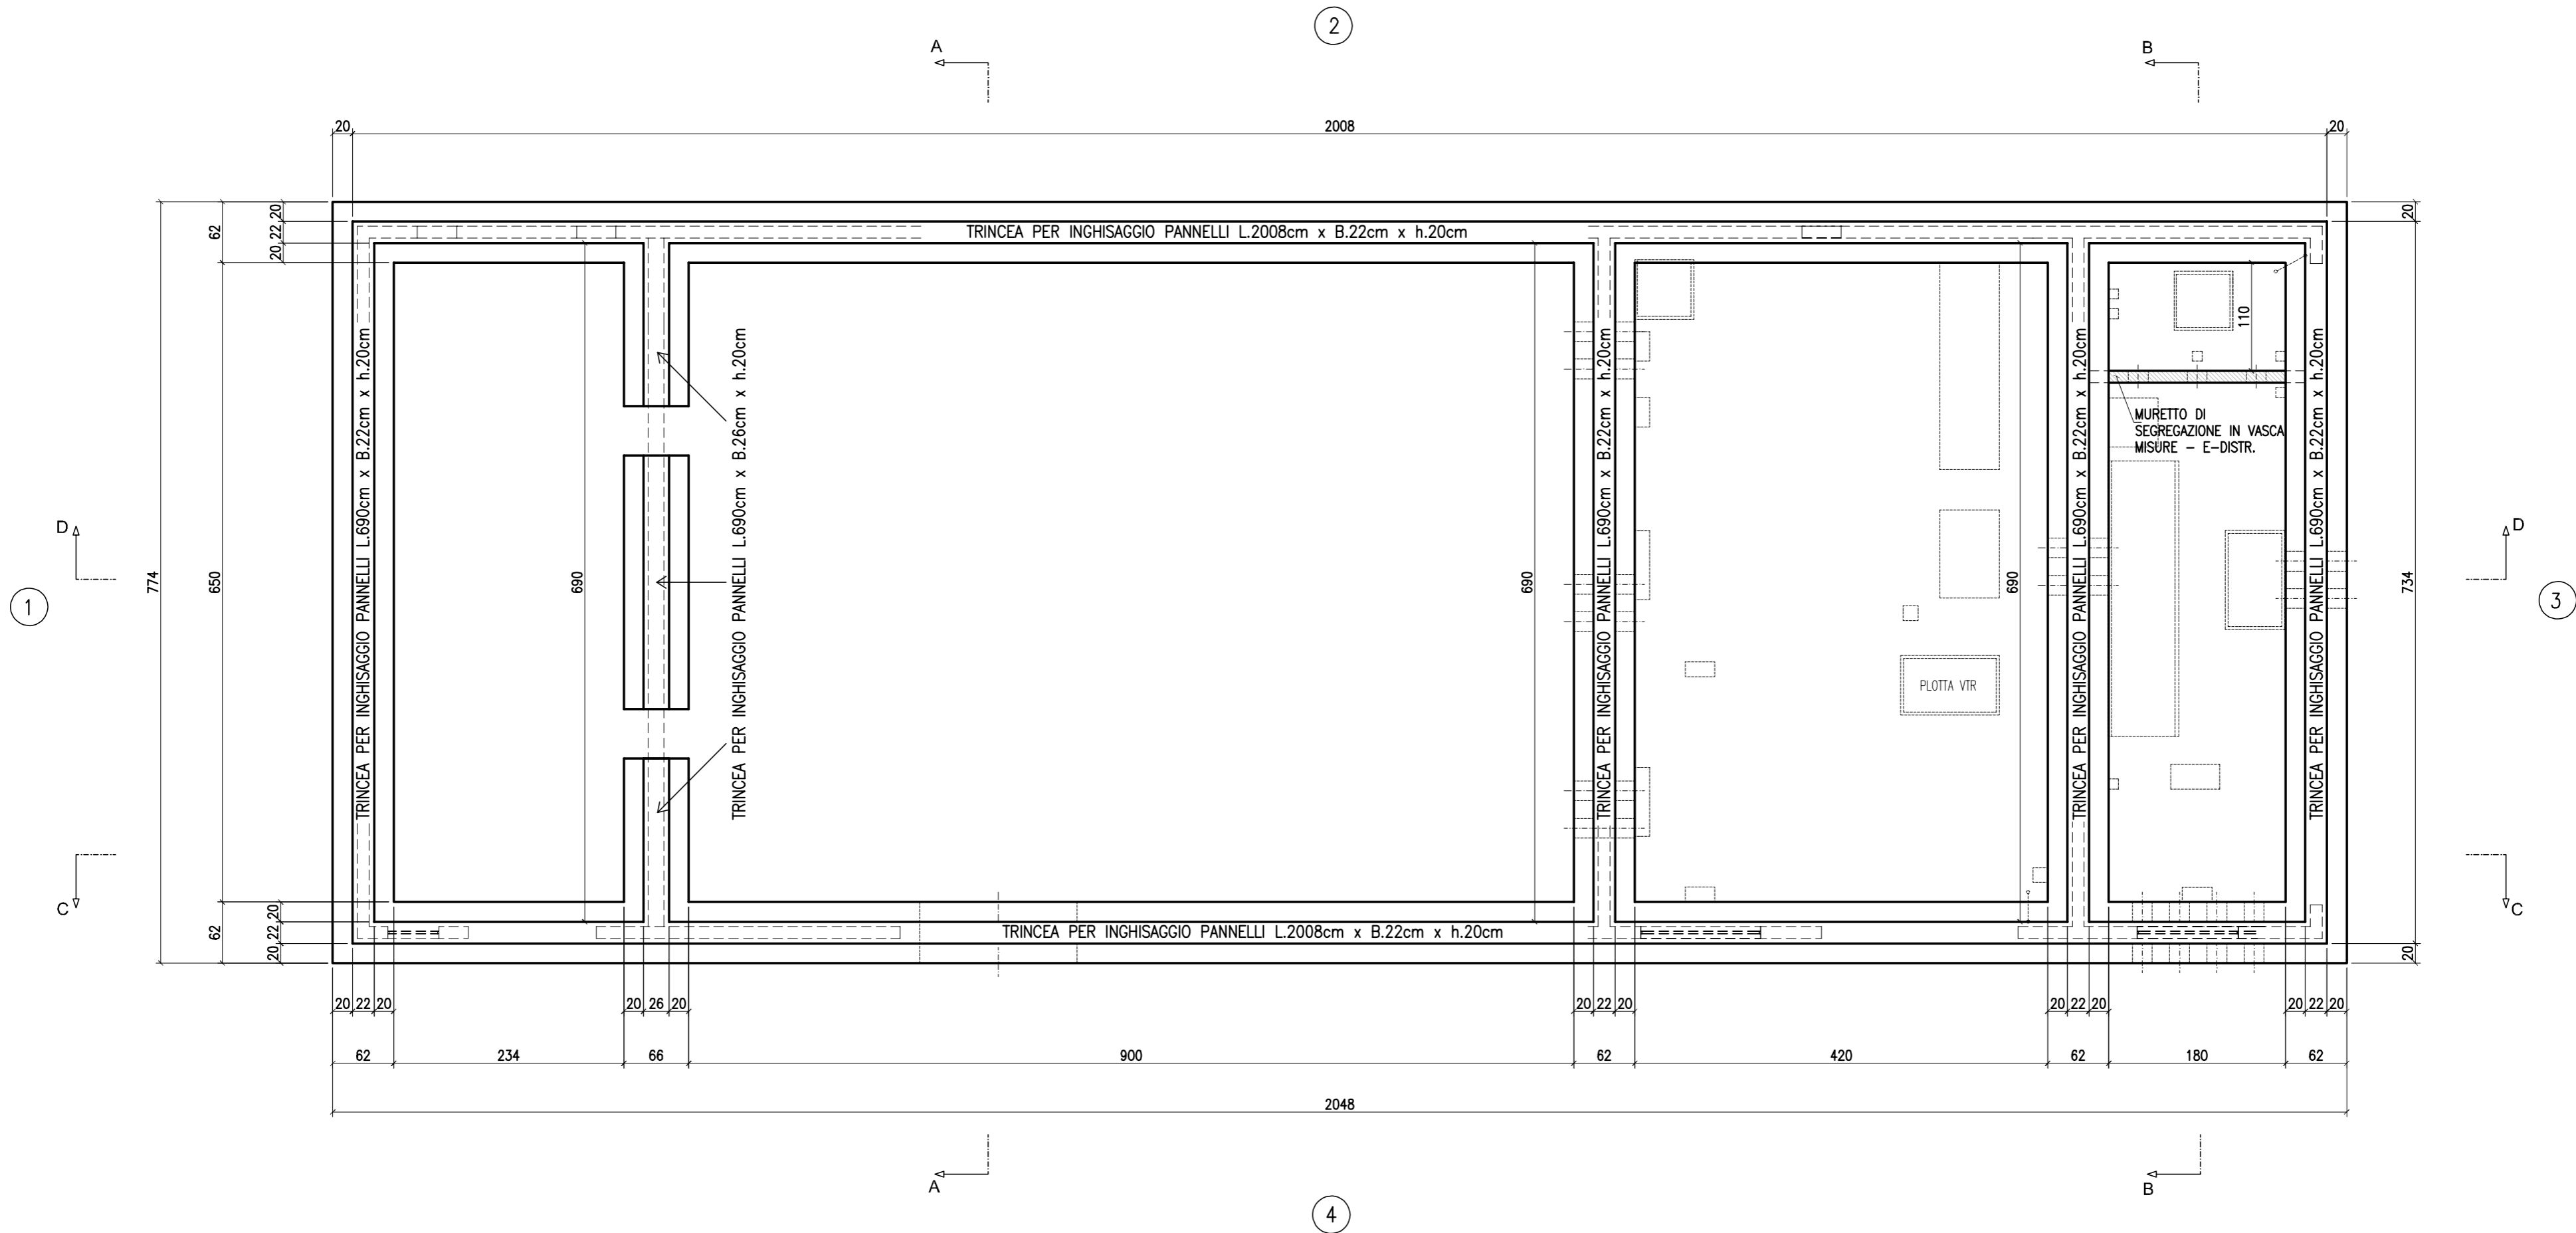 2
A
B
20
2008
20
62
20
22
20
20
TRINCEA PER INGHISAGGIO PANNELLI L.2008cm x B.22cm x h.20cm
110
TRINCEA PER INGHISAGGIO PANNELLI L.690cm x B.22cm x h.20cm
TRINCEA PER INGHISAGGIO PANNELLI L.690cm x B.26cm x h.20cm
TRINCEA PER INGHISAGGIO PANNELLI L.690cm x B.22cm x h.20cm
TRINCEA PER INGHISAGGIO PANNELLI L.690cm x B.22cm x h.20cm
TRINCEA PER INGHISAGGIO PANNELLI L.690cm x B.22cm x h.20cm
MURETTO DI
SEGREGAZIONE IN VASCA
MISURE - E-DISTR.
D
D
1
774
650
690
690
690
734
3
PLOTTA VTR
C
C
62
20
22
20
20
TRINCEA PER INGHISAGGIO PANNELLI L.2008cm x B.22cm x h.20cm
20 22 20
20 26 20
20 22 20
20 22 20
20 22 20
62
234
66
900
62
420
62
180
62
2048
A
B
4